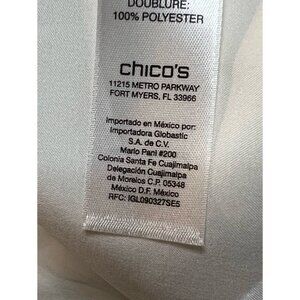 DOUBLURE:
100% POLYESTER
chico's
11215 METRO PARKWAY
FORT MYERS, FL 33966
Importado en México por:
Importadora Globastic
S.A. de C.V.
Mario Pani #200
Colonia Santa Fe Cuajimalpa
Delegación Cuajimalpa
de Morelos C.P. 05348
México D.F. México
RFC: IGL090327SE5